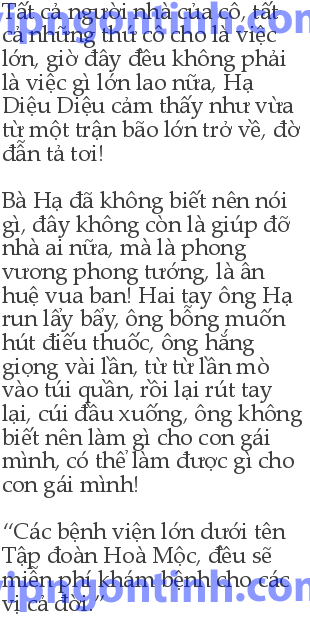 Tất cả người nhà của cô, tất
cả những thứ cô cho là việc
lớn, giờ đây đều không phải
là việc gì lớn lao nữa, Hạ
Diệu Diệu cảm thấy như vừa
từ một trận bão lớn trở về, đờ
đẫn tả tơi!
Bà Hạ đã không biết nên nói
gì, đây không còn là giúp đỡ
nhà ai nữa, mà là phong
vương phong tướng, là ân
huệ vua ban! Hai tay ông Hạ
run lẩy bẩy, ông bỗng muốn
hút điếu thuốc, ông hắng
giọng vài lần, từ từ lần mò
vào túi quần, rồi lại rút tay
lại, cúi đầu xuống, ông không
biết nên làm gì cho con gái
mình, có thể làm được gì cho
con gái mình!
“Các bệnh viện lớn dưới tên
Tập đoàn Hoà Mộc, đều sẽ
miễn phí khám bệnh cho các
vị cả đời.”
vipngontinh.com
vipngontinh.com